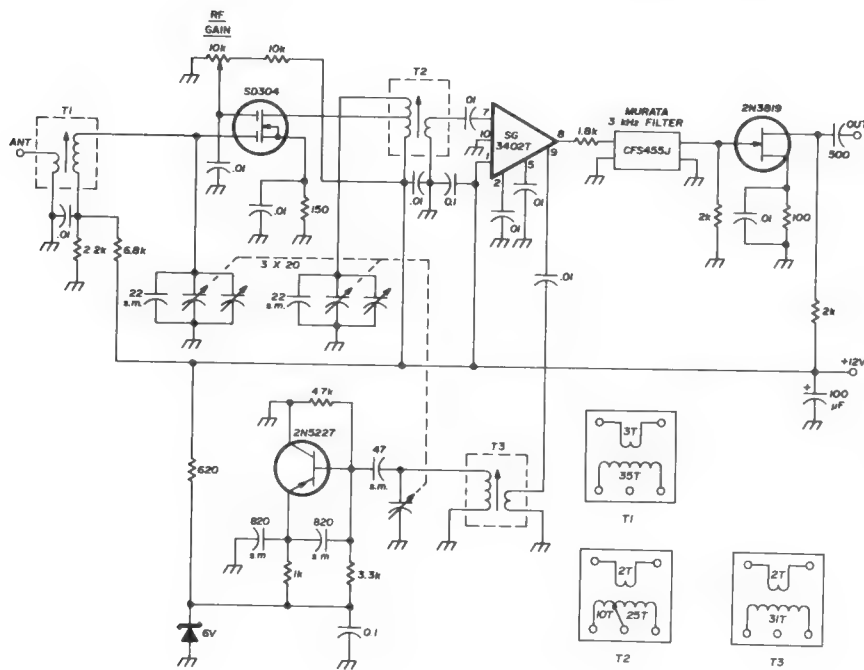 RF
GAIN
10k
10k
SD304
T1
ANT
.01
2.2k
6.8k
.01
.01
150
T2
.01
0.1
.01
7
10
1
SG
3402T
8
9
5
2
.01
.01
.01
1.8k
MURATA
3 kHz FILTER
CFS455J
2N3819
OUT
500
2k
.01
100
2k
+12V
+
100
µF
22
s.m.
3 X 20
22
s.m.
4.7k
2N5227
47
s.m.
T3
620
820
s.m
820
s.m
1k
3.3k
6V
0.1
3T
35T
T1
2T
10T
25T
T2
2T
31T
T3